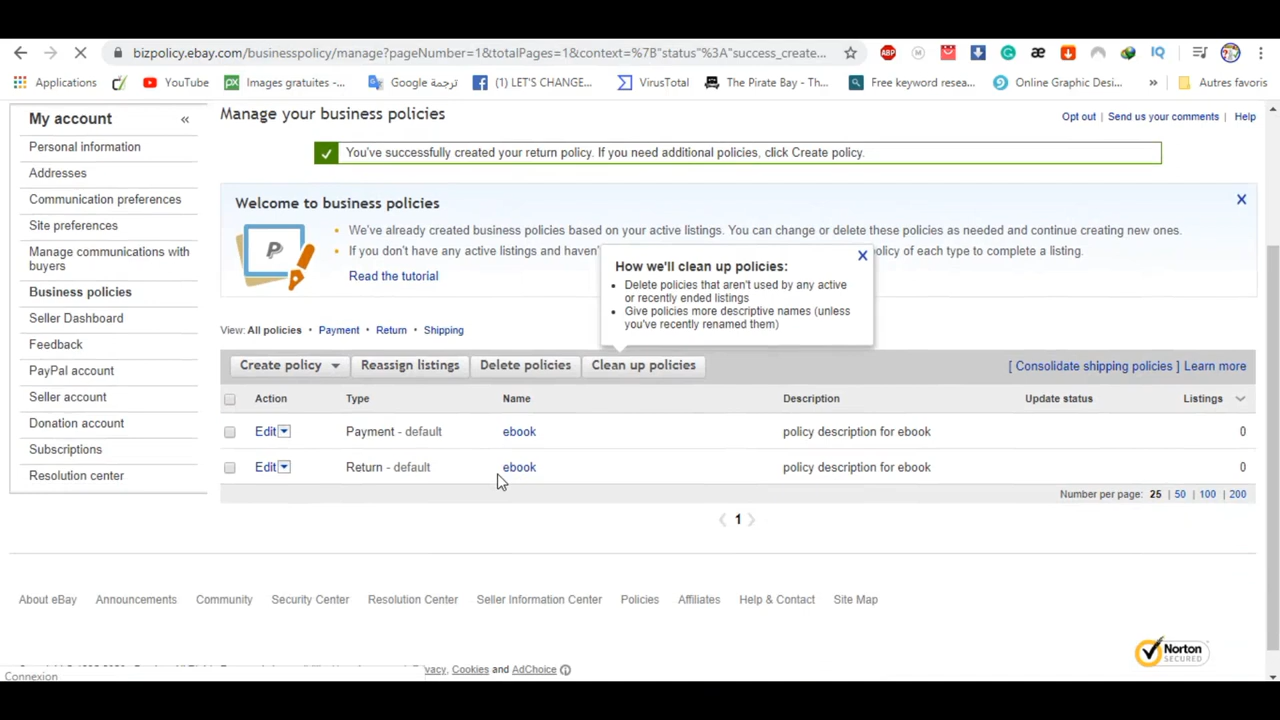 bizpolicy.ebay.com/businesspolicy/manage?pageNumber=1&totalPages=1&context=%7B"status"%3A"success_create...
Applications YouTube Images gratuites -... Google ترجمة (1) LET'S CHANGE... VirusTotal The Pirate Bay - Th... Free keyword resea... Online Graphic Desi... » Autres favoris
My account «
Personal information
Addresses
Communication preferences
Site preferences
Manage communications with
buyers
Business policies
Seller Dashboard
Feedback
PayPal account
Seller account
Donation account
Subscriptions
Resolution center
Manage your business policies
Opt out | Send us your comments | Help
You've successfully created your return policy. If you need additional policies, click Create policy.
Welcome to business policies
We've already created business policies based on your active listings. You can change or delete these policies as needed and continue creating new ones.
If you don't have any active listings and haven' olicy of each type to complete a listing.
Read the tutorial
How we'll clean up policies:
Delete policies that aren't used by any active
or recently ended listings
Give policies more descriptive names (unless
you've recently renamed them)
View: All policies • Payment • Return • Shipping
Create policy Reassign listings Delete policies Clean up policies [ Consolidate shipping policies ] Learn more
Action Type Name Description Update status Listings
Edit Payment - default ebook policy description for ebook 0
Edit Return - default ebook policy description for ebook 0
Number per page: 25 | 50 | 100 | 200
1
About eBay Announcements Community Security Center Resolution Center Seller Information Center Policies Affiliates Help & Contact Site Map
Norton
SECURED
ivacy, Cookies and AdChoice
Connexion